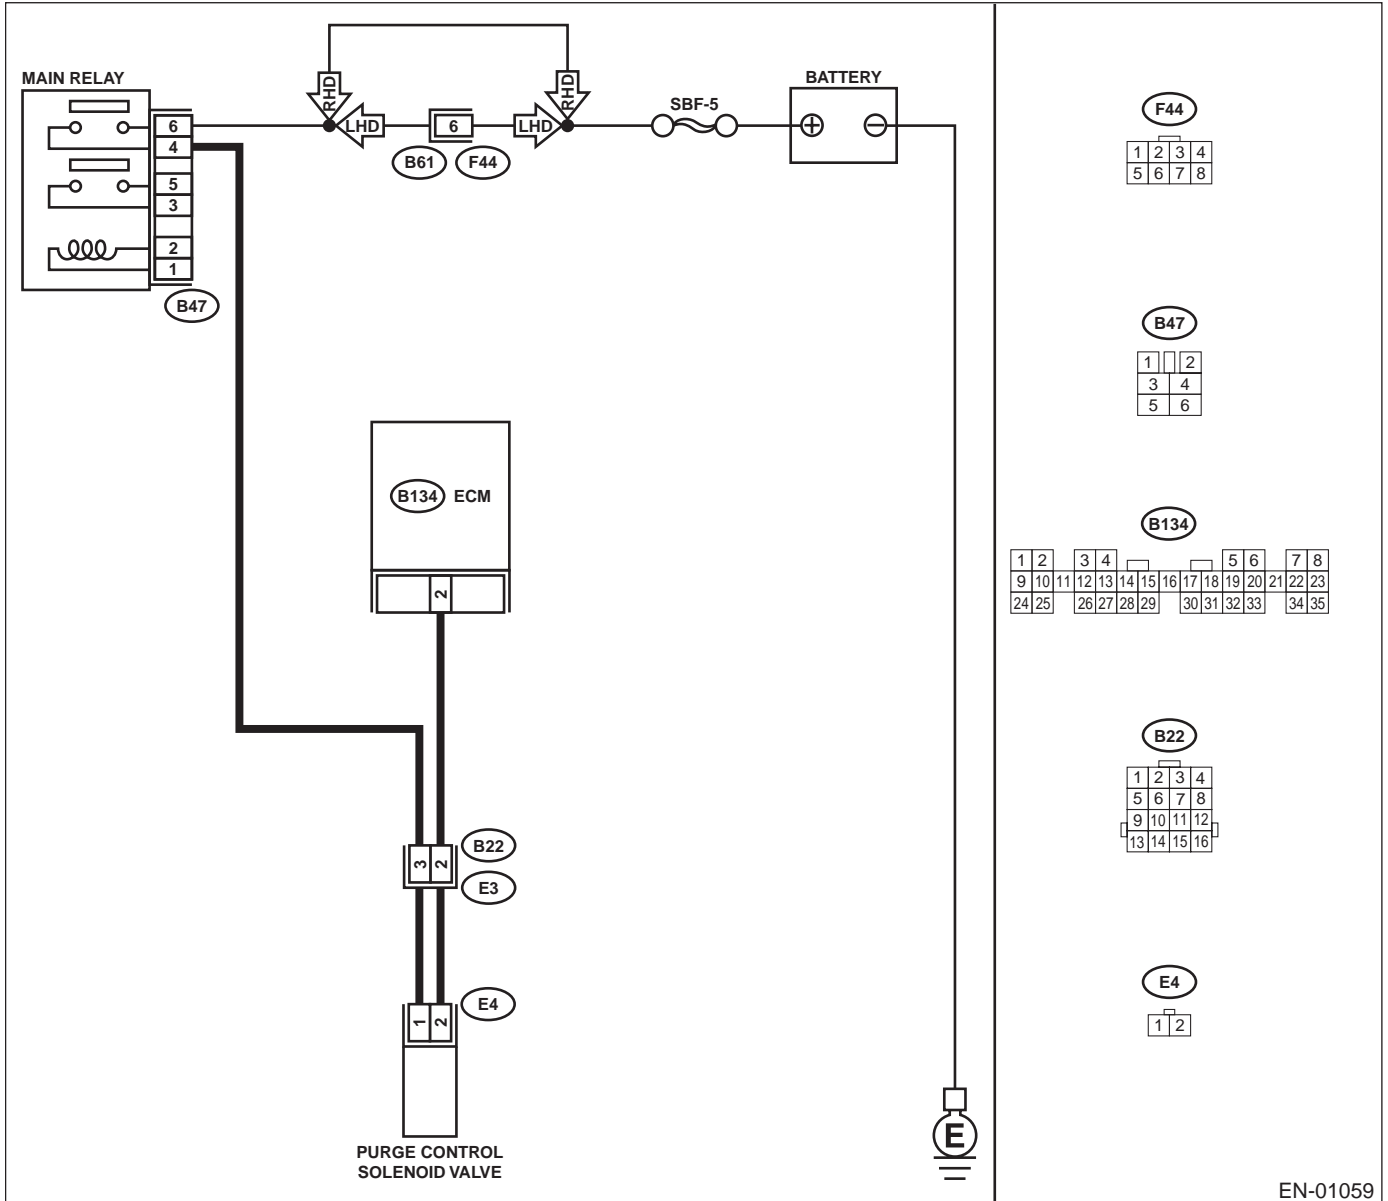 MAIN RELAY
6
4
5
3
2
1
B47
RHD
LHD
6
B61
F44
LHD
RHD
SBF-5
BATTERY
+ −
B134 ECM
2
3 2
B22
E3
1 2
E4
PURGE CONTROL
SOLENOID VALVE
E
F44
1 2 3 4
5 6 7 8
B47
1 2
3 4
5 6
B134
1 2 3 4 5 6 7 8
9 10 11 12 13 14 15 16 17 18 19 20 21 22 23
24 25 26 27 28 29 30 31 32 33 34 35
B22
1 2 3 4
5 6 7 8
9 10 11 12
13 14 15 16
E4
1 2
EN-01059